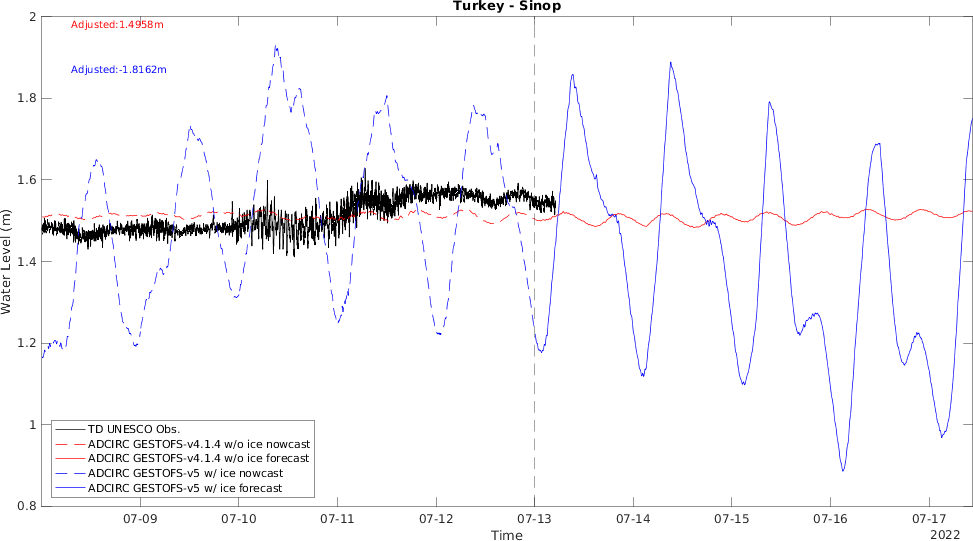 Turkey - Sinop
Adjusted:1.4958m
Adjusted:-1.8162m
2
1.8
1.6
1.4
1.2
1
0.8
Water Level (m)
TD UNESCO Obs.
ADCIRC GESTOFS-v4.1.4 w/o ice nowcast
ADCIRC GESTOFS-v4.1.4 w/o ice forecast
ADCIRC GESTOFS-v5 w/ ice nowcast
ADCIRC GESTOFS-v5 w/ ice forecast
07-09 07-10 07-11 07-12 07-13 07-14 07-15 07-16 07-17
Time
2022